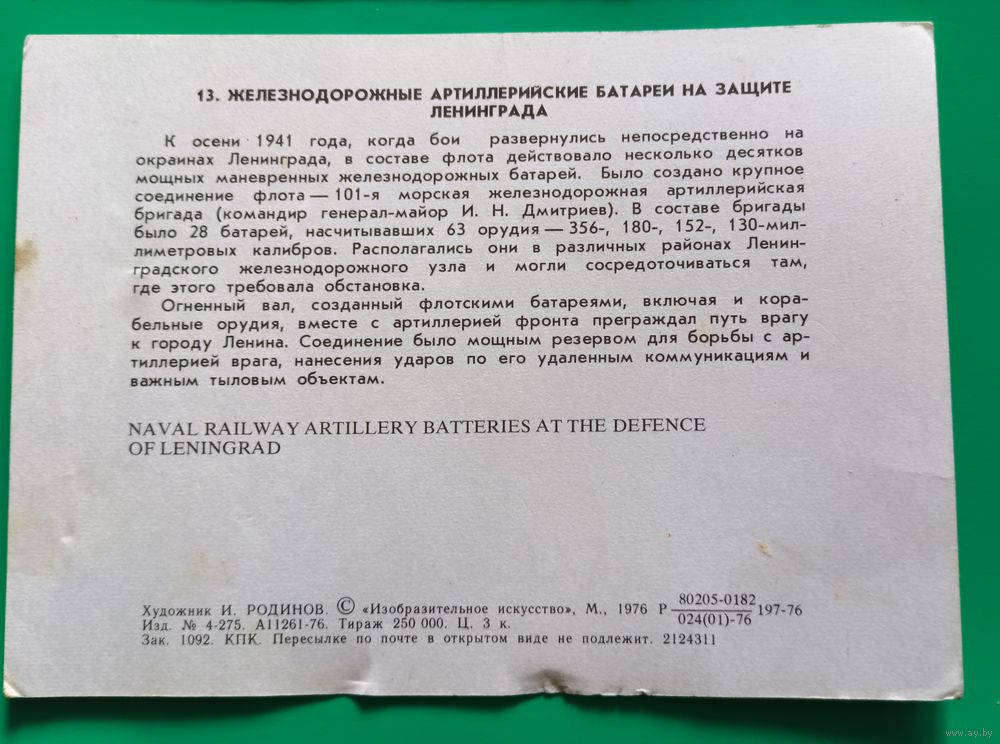 13. ЖЕЛЕЗНОДОРОЖНЫЕ АРТИЛЛЕРИЙСКИЕ БАТАРЕИ НА ЗАЩИТЕ
ЛЕНИНГРАДА
К осени 1941 года, когда бои развернулись непосредственно на
окраинах Ленинграда, в составе флота действовало несколько десятков
мощных маневренных железнодорожных батарей. Было создано крупное
соединение флота — 101-я морская железнодорожная артиллерийская
бригада (командир генерал-майор И. Н. Дмитриев). В составе бригады
было 28 батарей, насчитывавших 63 орудия — 356-, 180-, 152-, 130-мил-
лиметровых калибров. Располагались они в различных районах Ленин-
градского железнодорожного узла и могли сосредоточиваться там,
где этого требовала обстановка.
Огненный вал, созданный флотскими батареями, включая и кора-
бельные орудия, вместе с артиллерией фронта преграждал путь врагу
к городу Ленина. Соединение было мощным резервом для борьбы с ар-
тиллерией врага, нанесения ударов по его удаленным коммуникациям и
важным тыловым объектам.
NAVAL RAILWAY ARTILLERY BATTERIES AT THE DEFENCE
OF LENINGRAD
Художник И. РОДИНОВ. © «Изобразительное искусство», М., 1976 Р 80205-0182 / 024(01)-76 197-76
Изд. № 4-275. А11261-76. Тираж 250 000. Ц. 3 к.
Зак. 1092. КПК. Пересылке по почте в открытом виде не подлежит. 2124311
www.ay.by